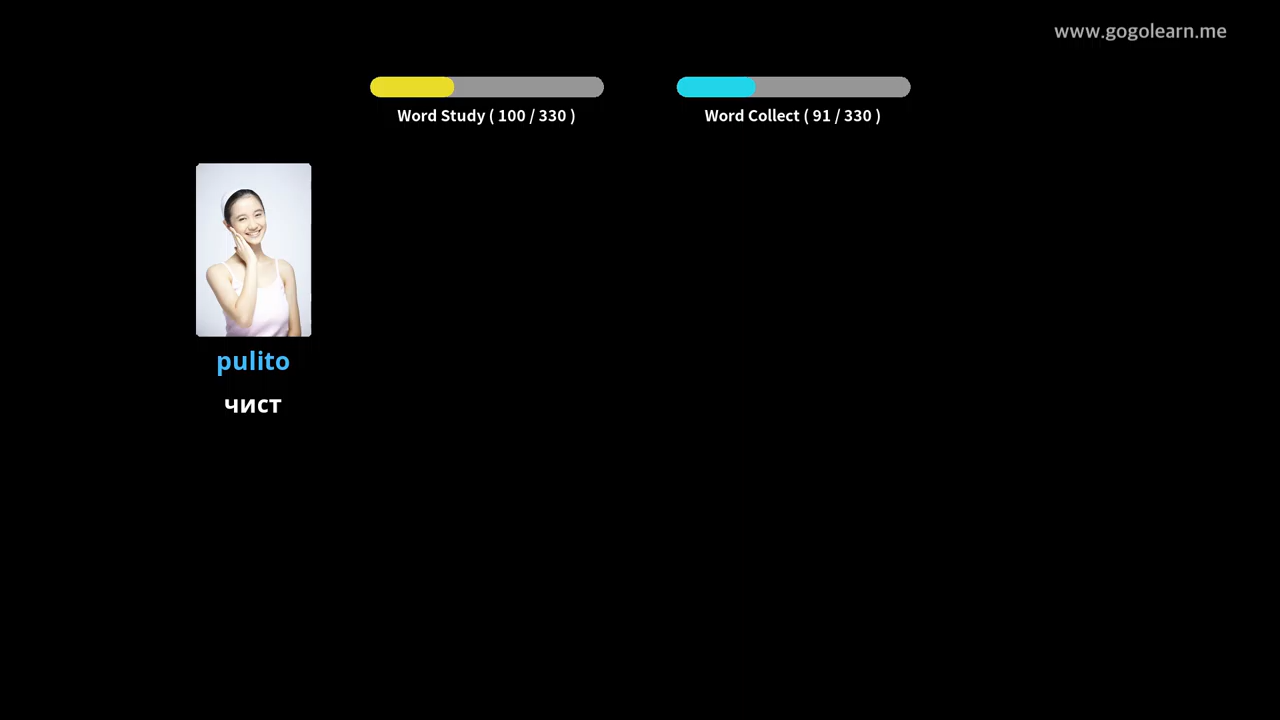 www.gogolearn.me
Word Study ( 100 / 330 )
Word Collect ( 91 / 330 )
pulito
чист